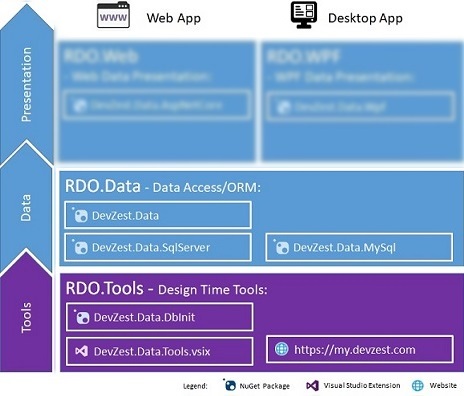 WWW
Web App
Desktop App
Presentation
RDO.Web
- Web Data Presentation:
DevZest.Data.AspNetCore
RDO.WPF
- WPF Data Presentation:
DevZest.Data.Wpf
Data
RDO.Data - Data Access/ORM:
DevZest.Data
DevZest.Data.SqlServer
DevZest.Data.MySql
Tools
RDO.Tools - Design Time Tools:
DevZest.Data.DbInit
DevZest.Data.Tools.vsix
https://my.devzest.com
Legend:
NuGet Package
Visual Studio Extension
Website